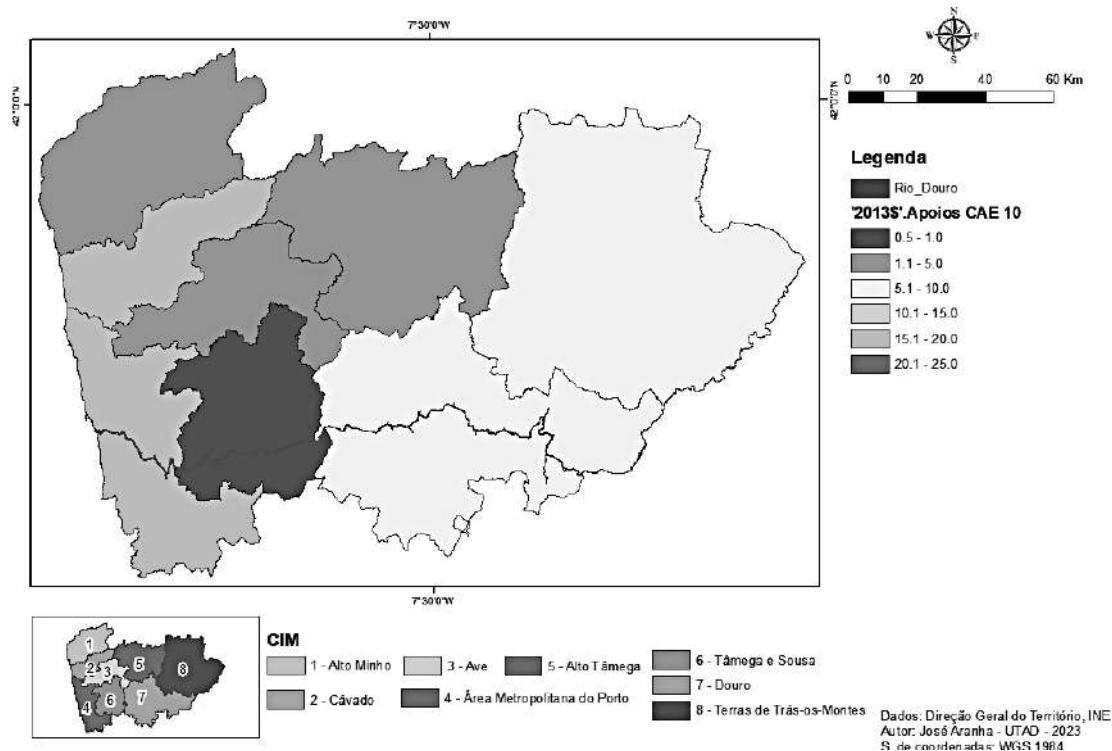 7°30'0"W
N
W E
S
0 10 20 40 60 Km
42°0'0"N
42°0'0"N
Legenda
Rio_Douro
'2013$'.Apoios CAE 10
0.5 - 1.0
1.1 - 5.0
5.1 - 10.0
10.1 - 15.0
15.1 - 20.0
20.1 - 25.0
7°30'0"W
1
2
3
4
5
6
7
8
CIM
1 - Alto Minho
3 - Ave
5 - Alto Tâmega
6 - Tâmega e Sousa
2 - Cávado
4 - Área Metropolitana do Porto
7 - Douro
8 - Terras de Trás-os-Montes
Dados: Direção Geral do Território, INE
Autor: José Aranha - UTAD - 2023
S. de coordenadas: WGS 1984